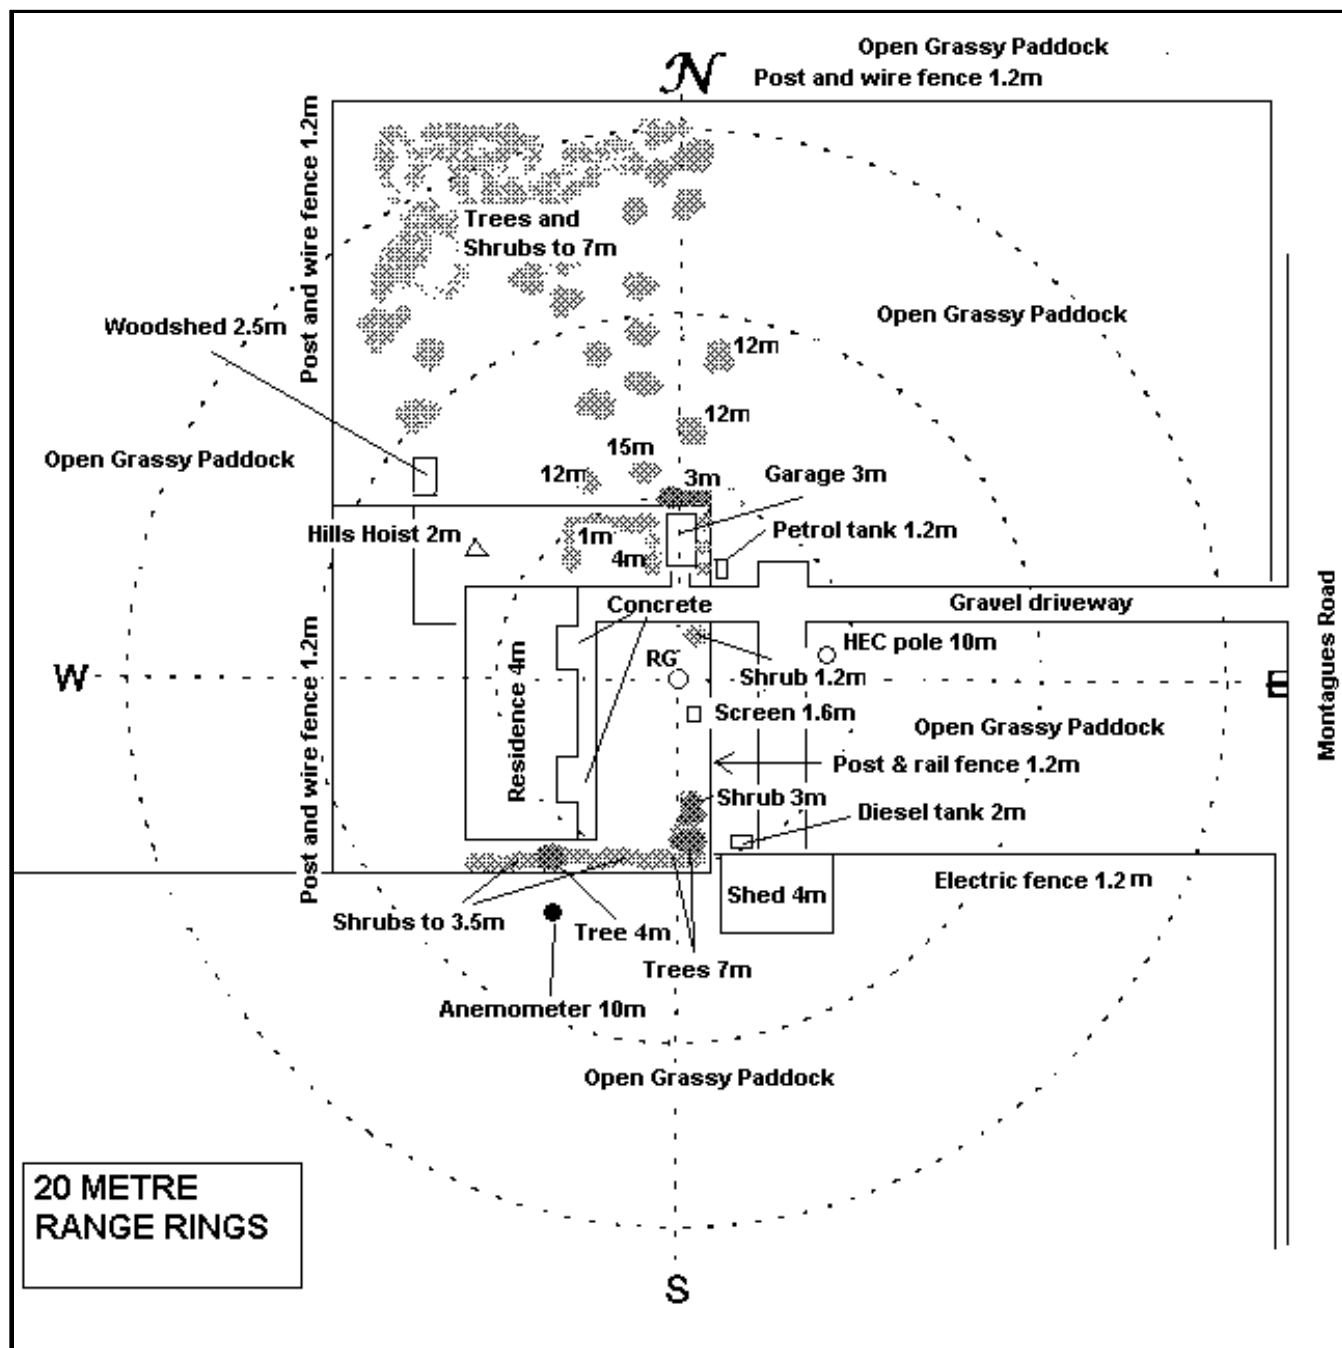 Open Grassy Paddock
N
Post and wire fence 1.2m
Post and wire fence 1.2m
Trees and
Shrubs to 7m
Woodshed 2.5m
Open Grassy Paddock
12m
12m
15m
Open Grassy Paddock
12m
3m
Garage 3m
Hills Hoist 2m
1m
4m
Petrol tank 1.2m
Concrete
Gravel driveway
Montagues Road
Post and wire fence 1.2m
Residence 4m
RG
HEC pole 10m
Shrub 1.2m
W
E
Screen 1.6m
Open Grassy Paddock
Post & rail fence 1.2m
Shrub 3m
Diesel tank 2m
Shed 4m
Electric fence 1.2 m
Shrubs to 3.5m
Tree 4m
Trees 7m
Anemometer 10m
Open Grassy Paddock
20 METRE
RANGE RINGS
S